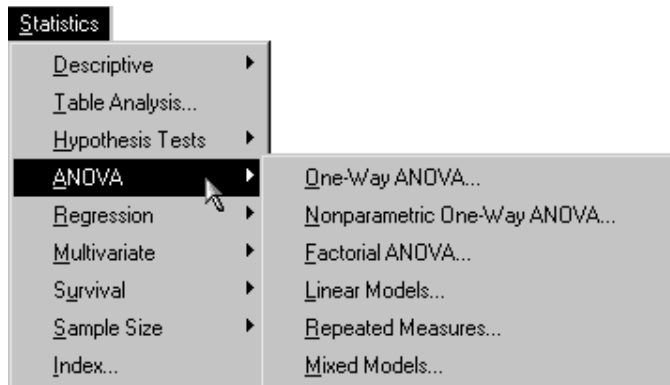 Statistics
Descriptive
Table Analysis...
Hypothesis Tests
ANOVA
One-Way ANOVA...
Regression
Nonparametric One-Way ANOVA...
Multivariate
Factorial ANOVA...
Survival
Linear Models...
Sample Size
Repeated Measures...
Index...
Mixed Models...